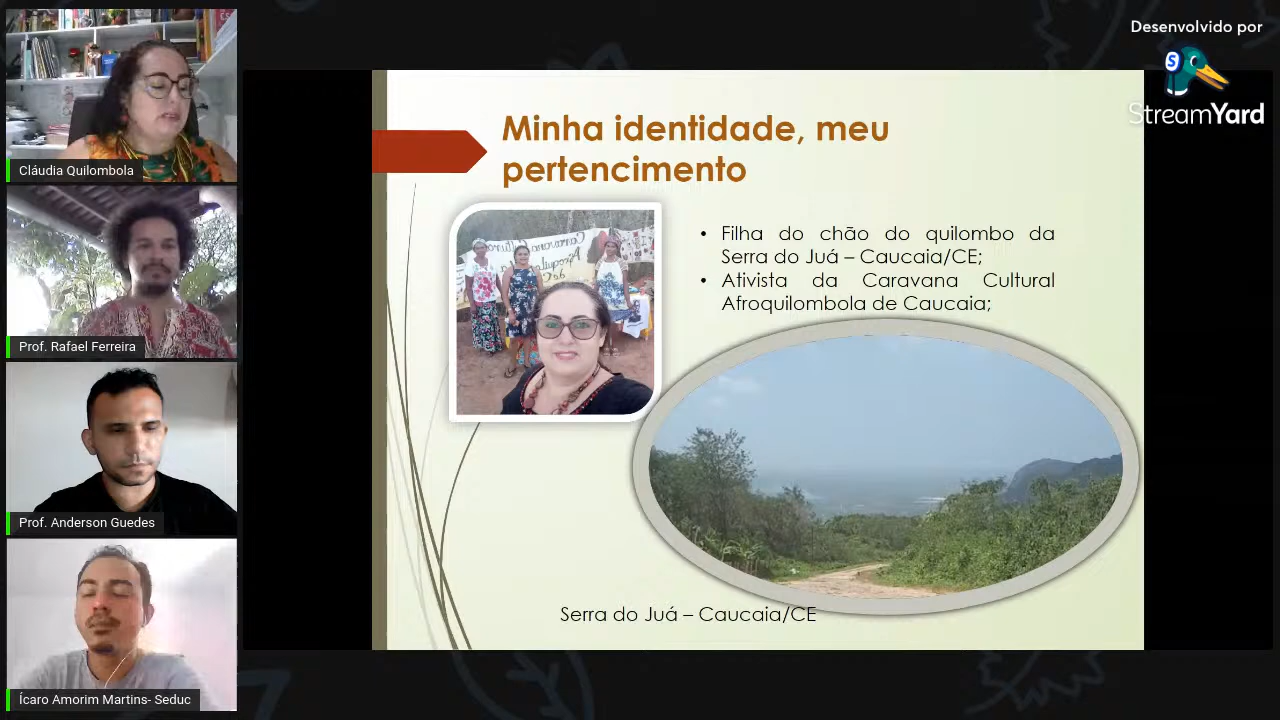 Desenvolvido por
StreamYard
Cláudia Quilombola
Prof. Rafael Ferreira
Prof. Anderson Guedes
Ícaro Amorim Martins- Seduc
Minha identidade, meu
pertencimento
• Filha do chão do quilombo da
Serra do Juá – Caucaia/CE;
• Ativista da Caravana Cultural
Afroquilombola de Caucaia;
Serra do Juá – Caucaia/CE